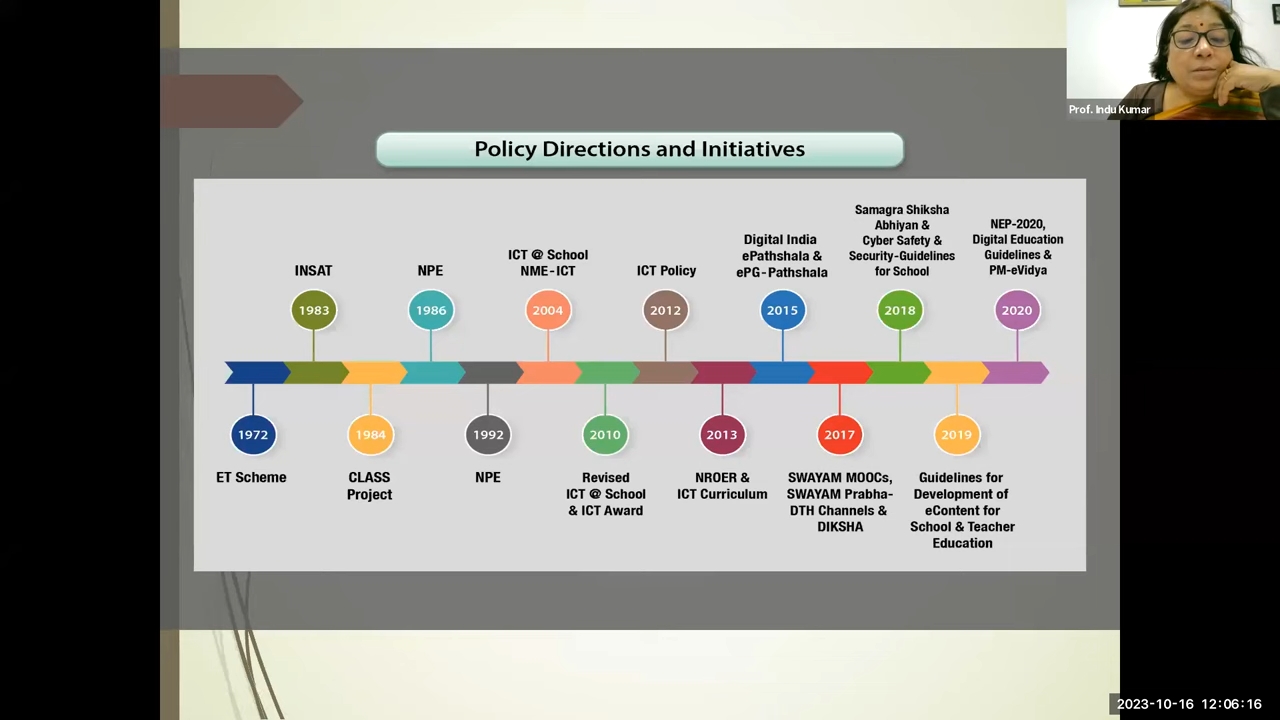 Prof. Indu Kumar
Policy Directions and Initiatives
INSAT
1983
NPE
1986
ICT @ School
NME-ICT
2004
ICT Policy
2012
Digital India
ePathshala &
ePG-Pathshala
2015
Samagra Shiksha
Abhiyan &
Cyber Safety &
Security-Guidelines
for School
2018
NEP-2020,
Digital Education
Guidelines &
PM-eVidya
2020
1972
ET Scheme
1984
CLASS
Project
1992
NPE
2010
Revised
ICT @ School
& ICT Award
2013
NROER &
ICT Curriculum
2017
SWAYAM MOOCs,
SWAYAM Prabha-
DTH Channels &
DIKSHA
2019
Guidelines for
Development of
eContent for
School & Teacher
Education
2023-10-16 12:06:16